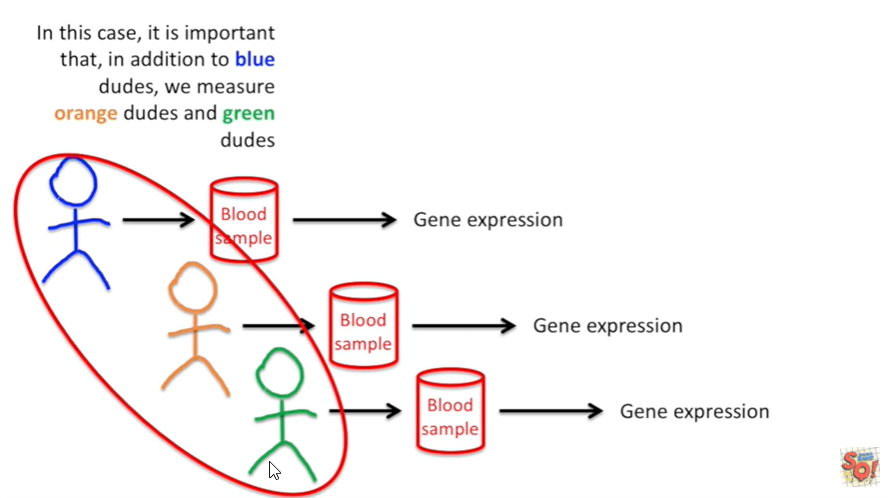 In this case, it is important
that, in addition to blue
dudes, we measure
orange dudes and green
dudes
Blood
sample
Gene expression
Blood
sample
Gene expression
Blood
sample
Gene expression
SQ!